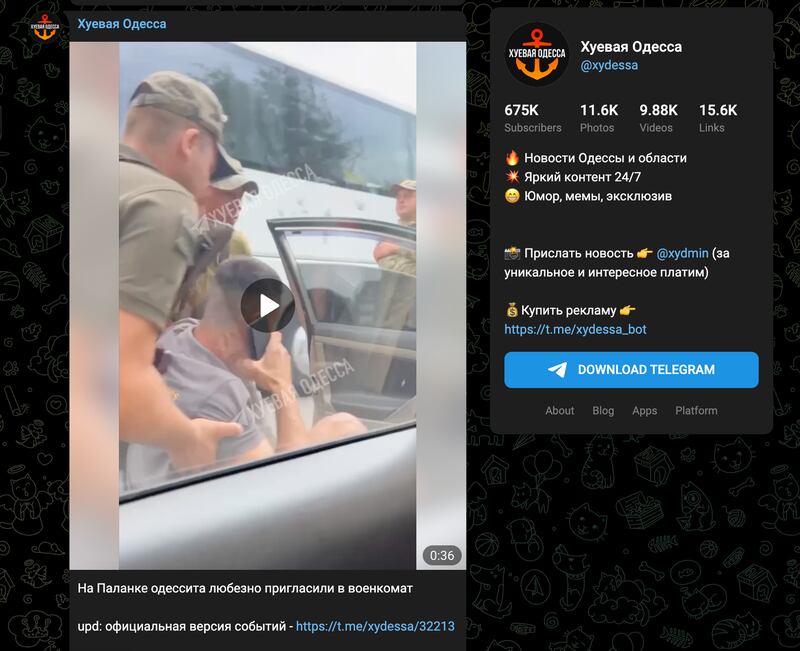 ХУЕВАЯ ОДЕССА
Хуевая Одесса
ХУЕВАЯ ОДЕССА
ХУЕВАЯ ОДЕССА
0:36
На Паланке одессита любезно пригласили в военкомат
upd: официальная версия событий - https://t.me/xydessa/32213
ХУЕВАЯ ОДЕССА
Хуевая Одесса
@xydessa
675K 11.6K 9.88K 15.6K
Subscribers Photos Videos Links
🔥 Новости Одессы и области
💥 Яркий контент 24/7
😁 Юмор, мемы, эксклюзив
📸 Прислать новость 👉 @xydmin (за
уникальное и интересное платим)
💰Купить рекламу 👉
https://t.me/xydessa_bot
DOWNLOAD TELEGRAM
About Blog Apps Platform